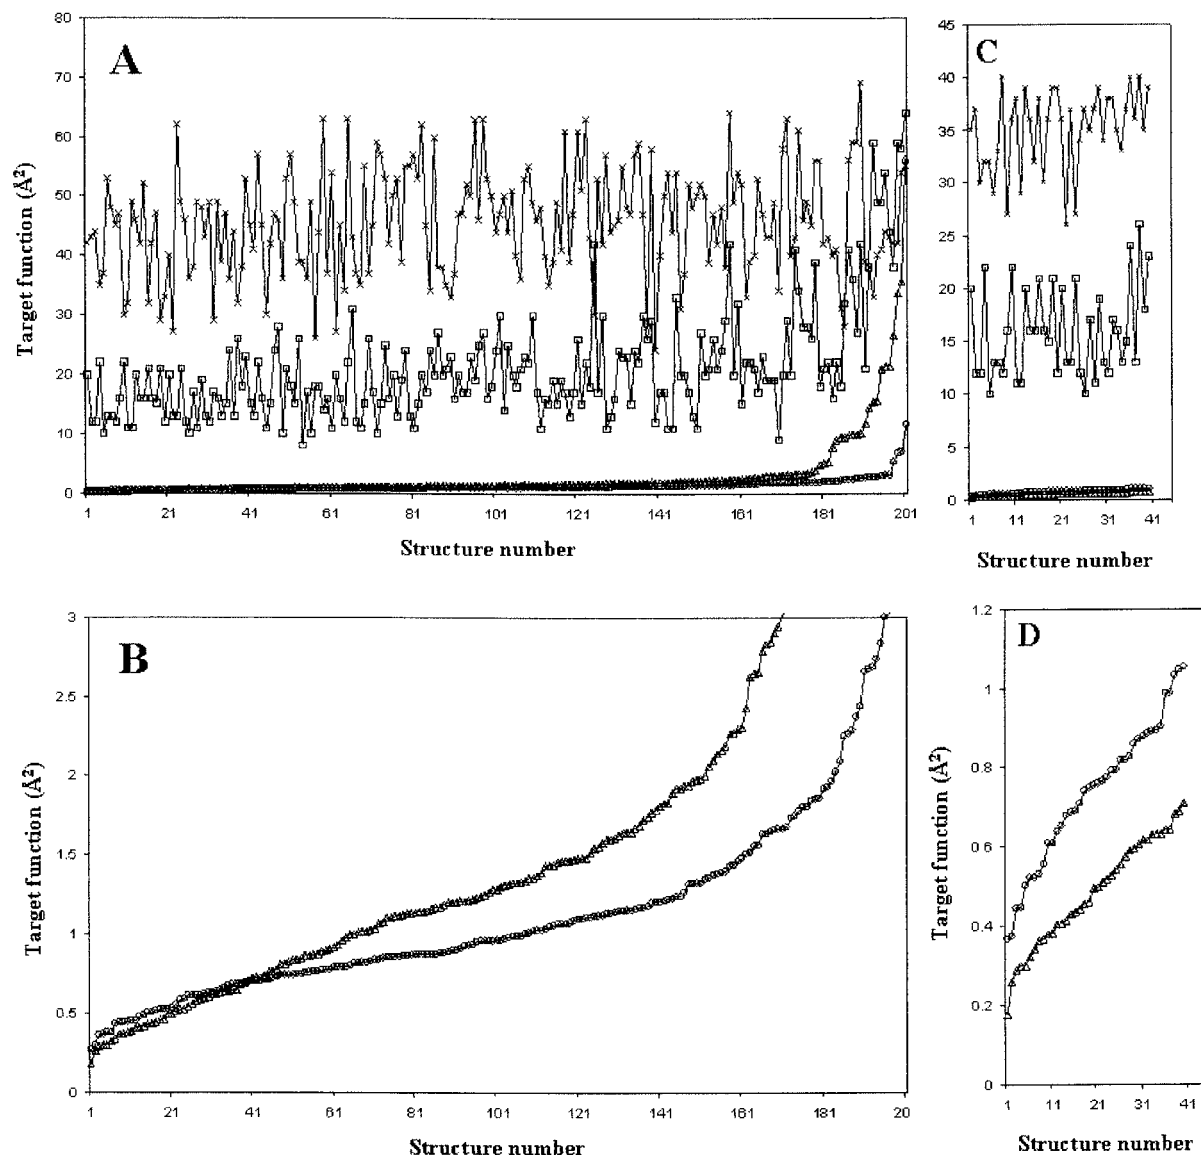 A
Target function (Å²)
80
70
60
50
40
30
20
10
0
1 21 41 61 81 101 121 141 161 181 201
Structure number
C
45
40
35
30
25
20
15
10
5
0
1 11 21 31 41
Structure number
B
Target function (Å²)
3
2.5
2
1.5
1
0.5
0
1 21 41 61 81 101 121 141 161 181 20
Structure number
D
Target function (Å²)
1.2
1
0.8
0.6
0.4
0.2
0
1 11 21 31 41
Structure number